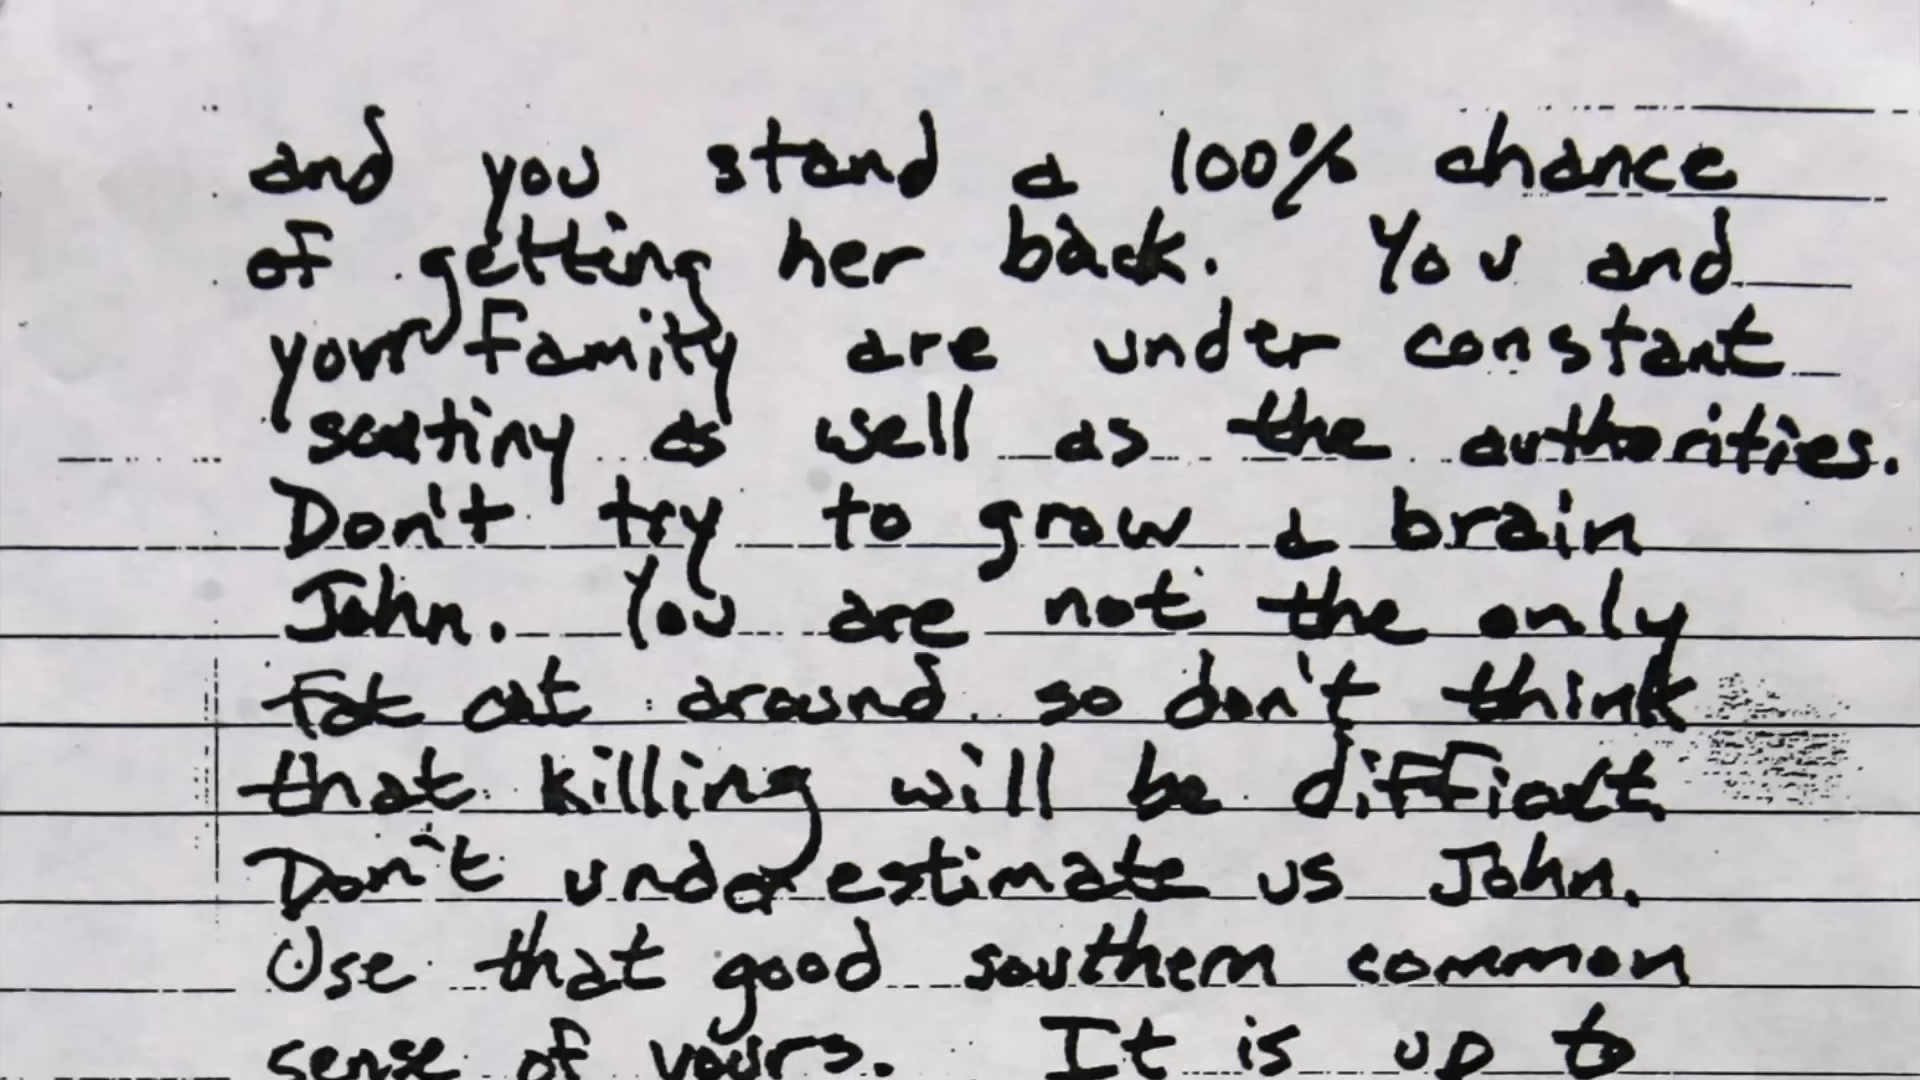 and you stand a 100% chance
of getting her back. You and
your family are under constant
scutiny as well as the authorities.
Don't try to grow a brain
John. You are not the only
fat cat around so don't think
that killing will be difficult.
Don't underestimate us John.
Use that good southern common
sense of yours. It is up to